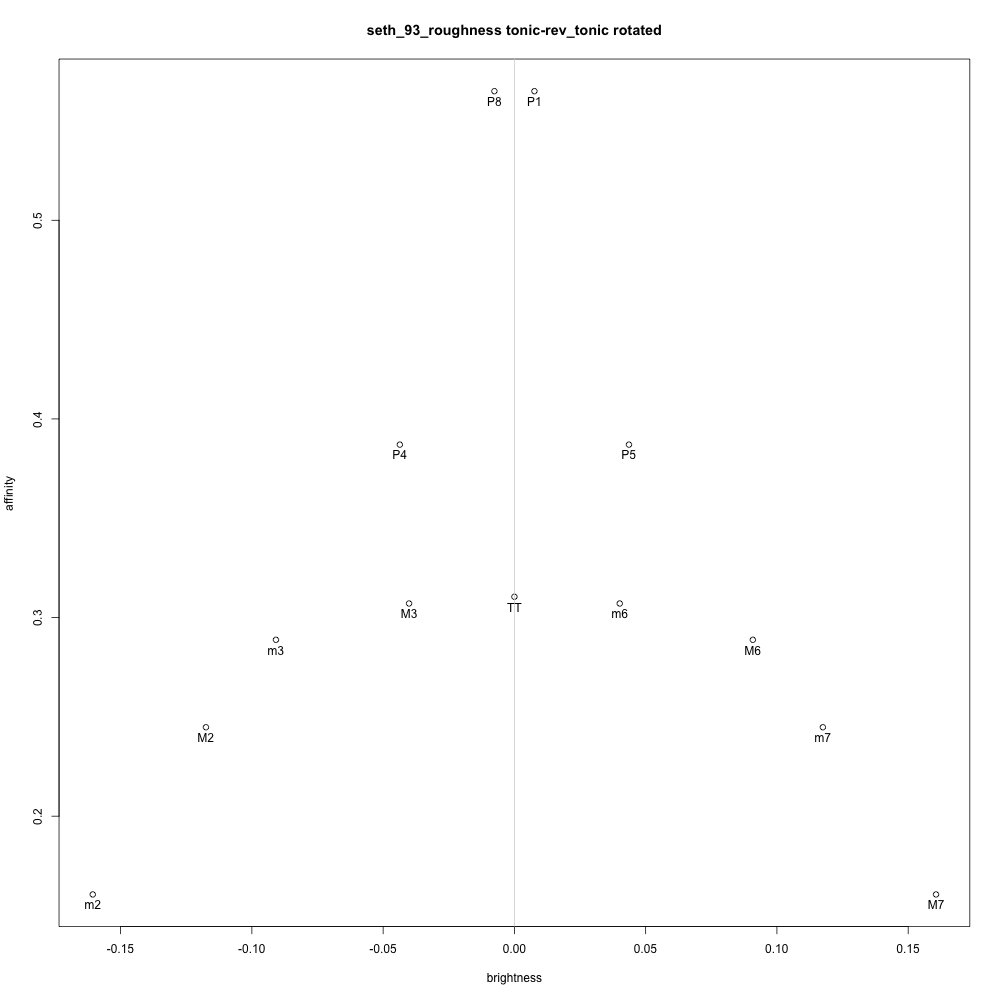 seth_93_roughness tonic-rev_tonic rotated
P8 P1
0.5
0.4
P4 P5
affinity
0.3
TT
M3 m6
m3 M6
M2 m7
0.2
m2 M7
-0.15 -0.10 -0.05 0.00 0.05 0.10 0.15
brightness